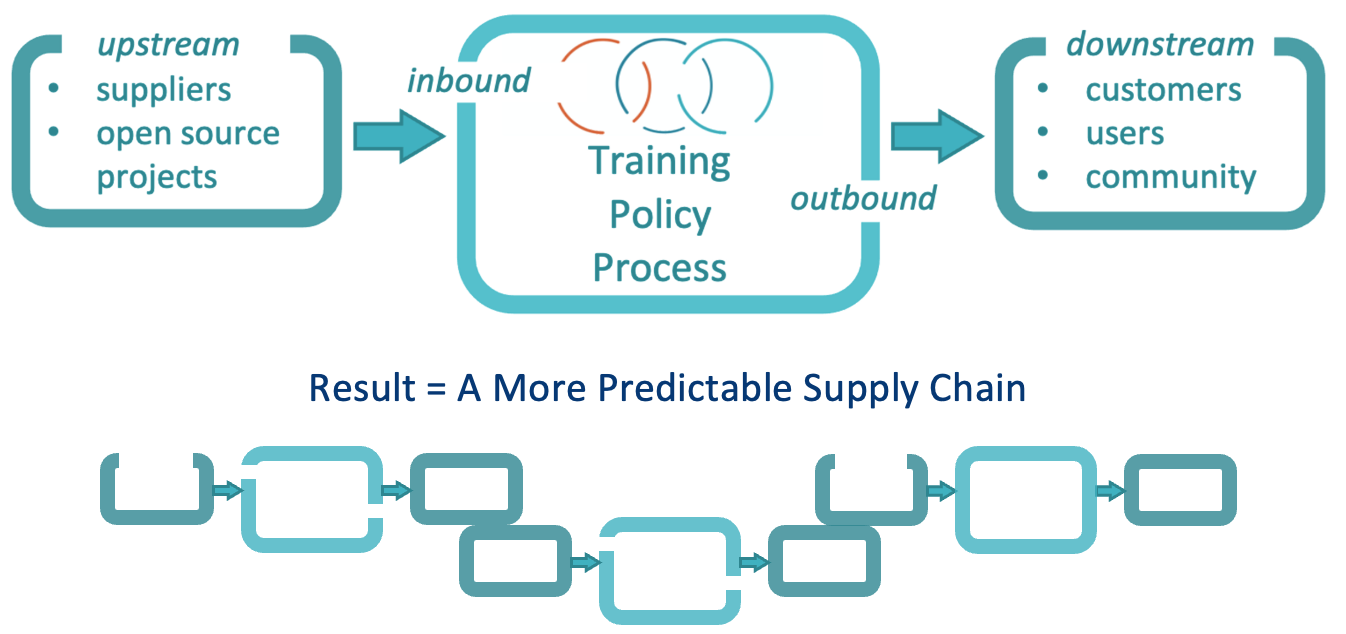 upstream
• suppliers
• open source
projects
inbound
Training
Policy
Process
outbound
downstream
• customers
• users
• community
Result = A More Predictable Supply Chain